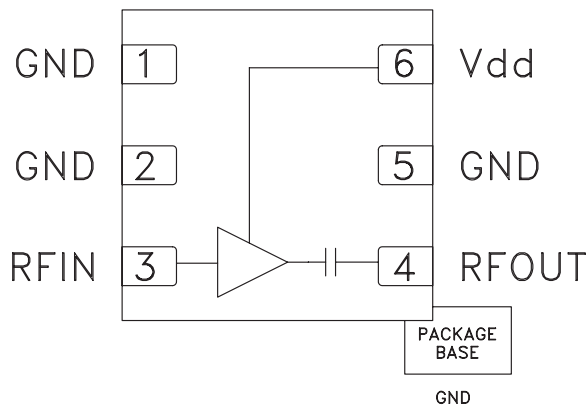 GND 1 6 Vdd
GND 2 5 GND
RFIN 3 4 RFOUT
PACKAGE
BASE
GND